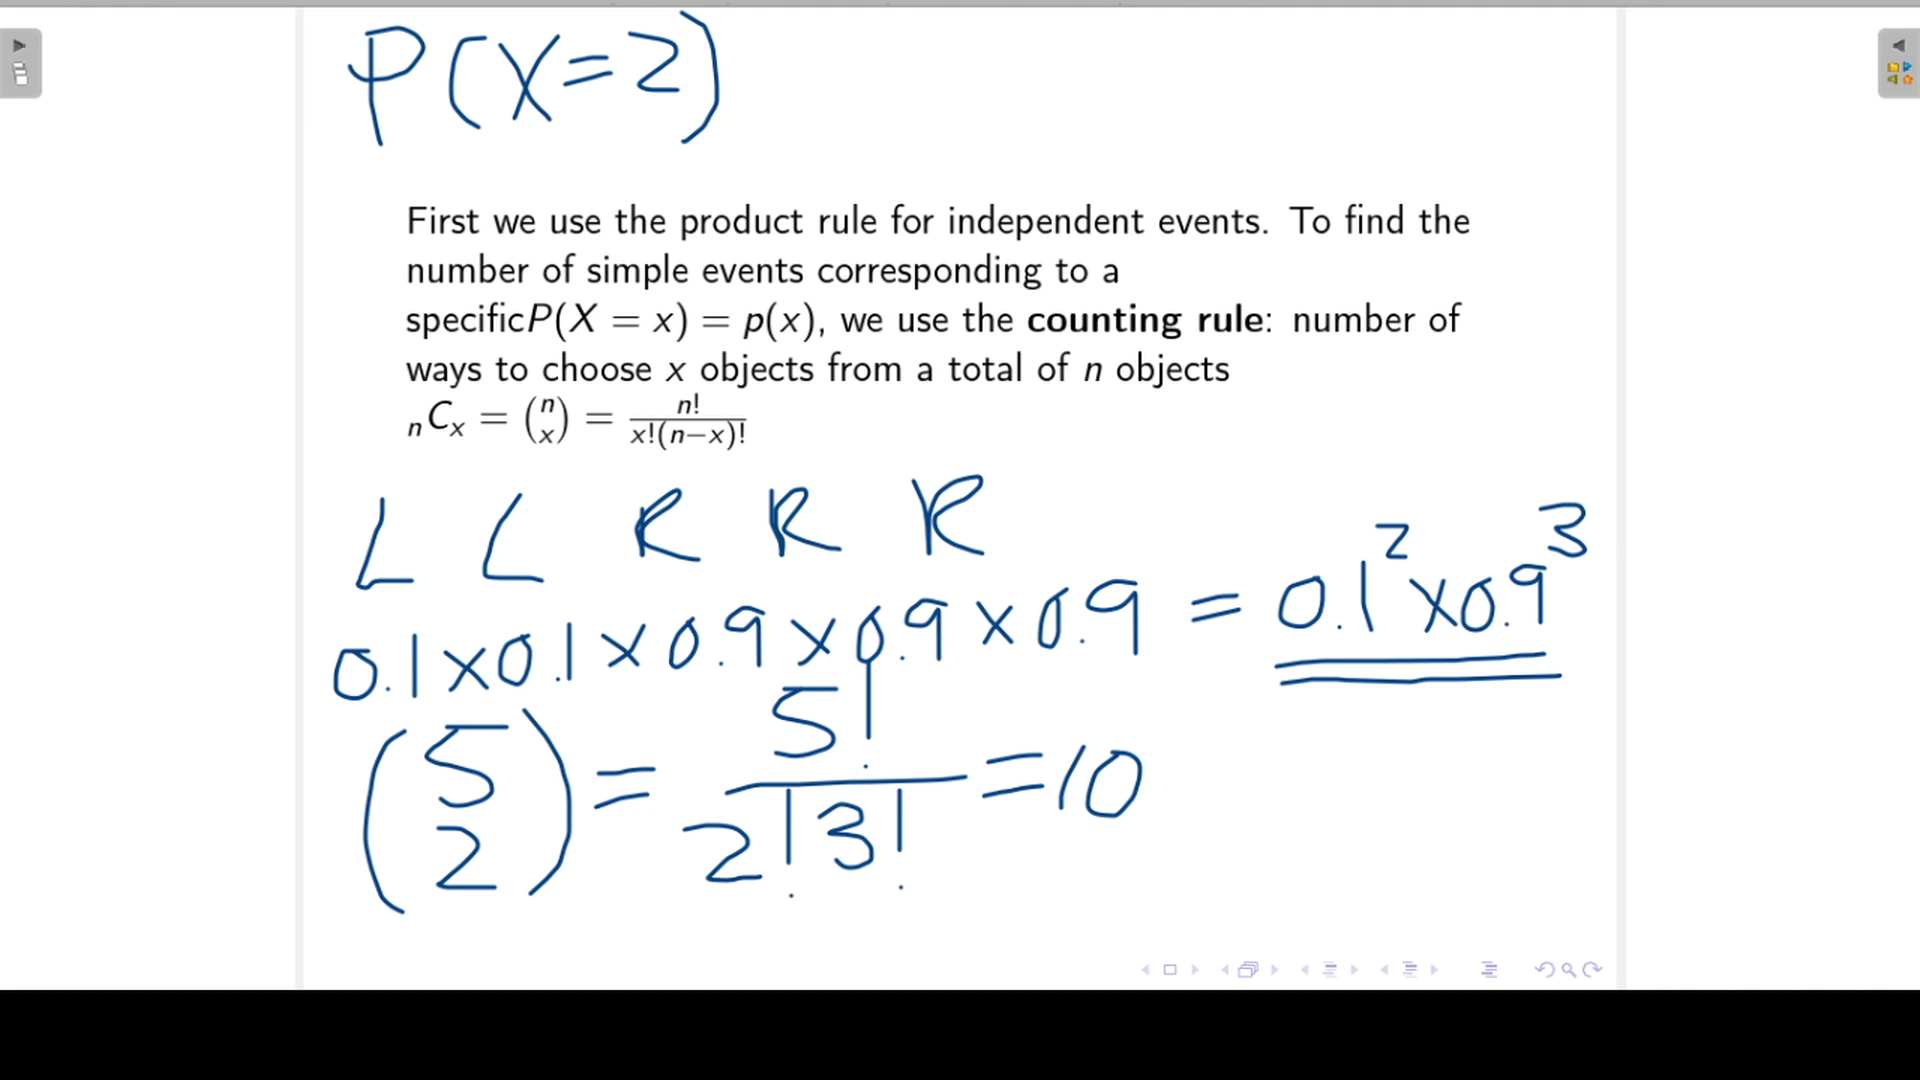 P(X=2)
First we use the product rule for independent events. To find the
number of simple events corresponding to a
specificP(X = x) = p(x), we use the counting rule: number of
ways to choose x objects from a total of n objects
nCx = (n x) = n! / x!(n−x)!
L L R R R
0.1×0.1×0.9×0.9×0.9 = 0.1²×0.9³
(5 2) = 5! / 2!3! = 10